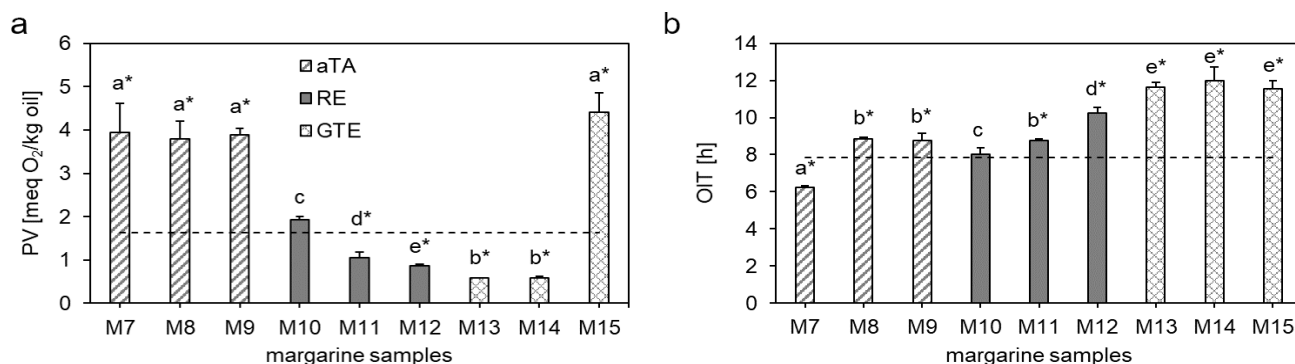 a
PV [meq O₂/kg oil]
6
5
4
3
2
1
0
aTA
RE
GTE
a* a* a* c d* e* b* b* a*
M7 M8 M9 M10 M11 M12 M13 M14 M15
margarine samples
b
OIT [h]
14
12
10
8
6
4
2
0
a* b* b* c b* d* e* e* e*
M7 M8 M9 M10 M11 M12 M13 M14 M15
margarine samples